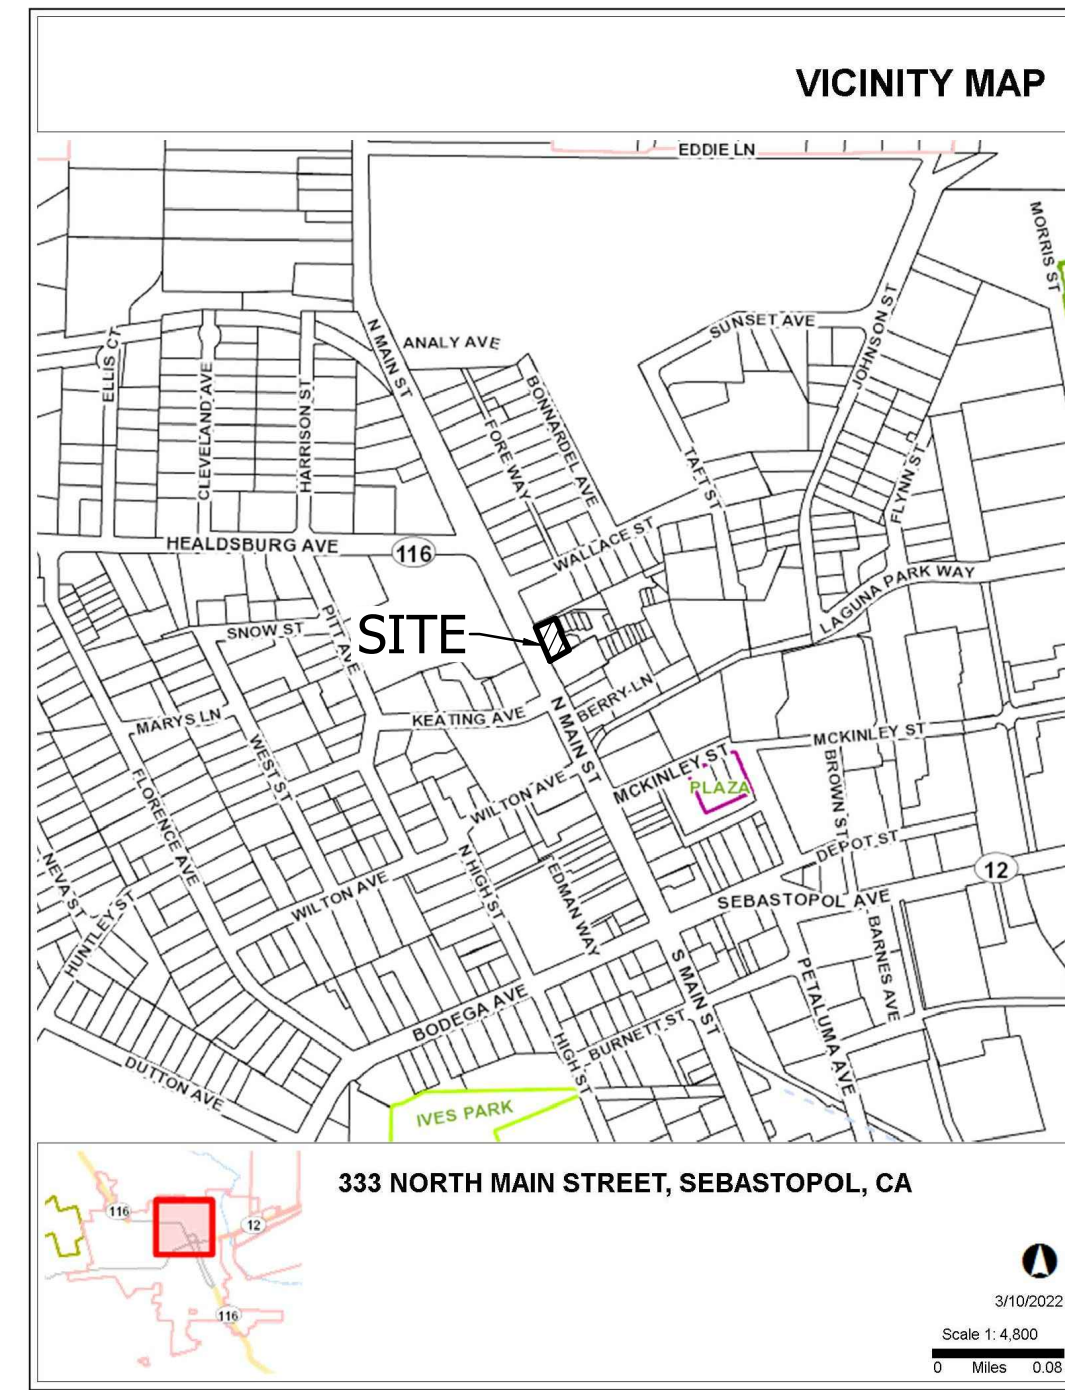 VICINITY MAP
EDDIE LN
MORRIS ST
N MAIN ST
ANALY AVE
SUNSET AVE
JOHNSON ST
ELLIS CT
CLEVELAND AVE
HARRISON ST
FORE WAY
BONNARDEL AVE
TAFT ST
FLYNN ST
HEALDSBURG AVE
116
WALLACE ST
LAGUNA PARK WAY
SITE
SNOW ST
PITT AVE
BERRY LN
MARYS LN
KEATING AVE
N MAIN ST
MCKINLEY ST
MCKINLEY ST
WEST ST
FLORENCE AVE
WILTON AVE
PLAZA
BROWN ST
DEPOT ST
12
NEVA ST
HUNTLEY ST
WILTON AVE
N HIGH ST
EDMAN WAY
SEBASTOPOL AVE
BARNES AVE
S MAIN ST
PETALUMA AVE
BODEGA AVE
BURNETT ST
HIGH ST
DUTTON AVE
IVES PARK
333 NORTH MAIN STREET, SEBASTOPOL, CA
116
12
116
3/10/2022
Scale 1: 4,800
0 Miles 0.08